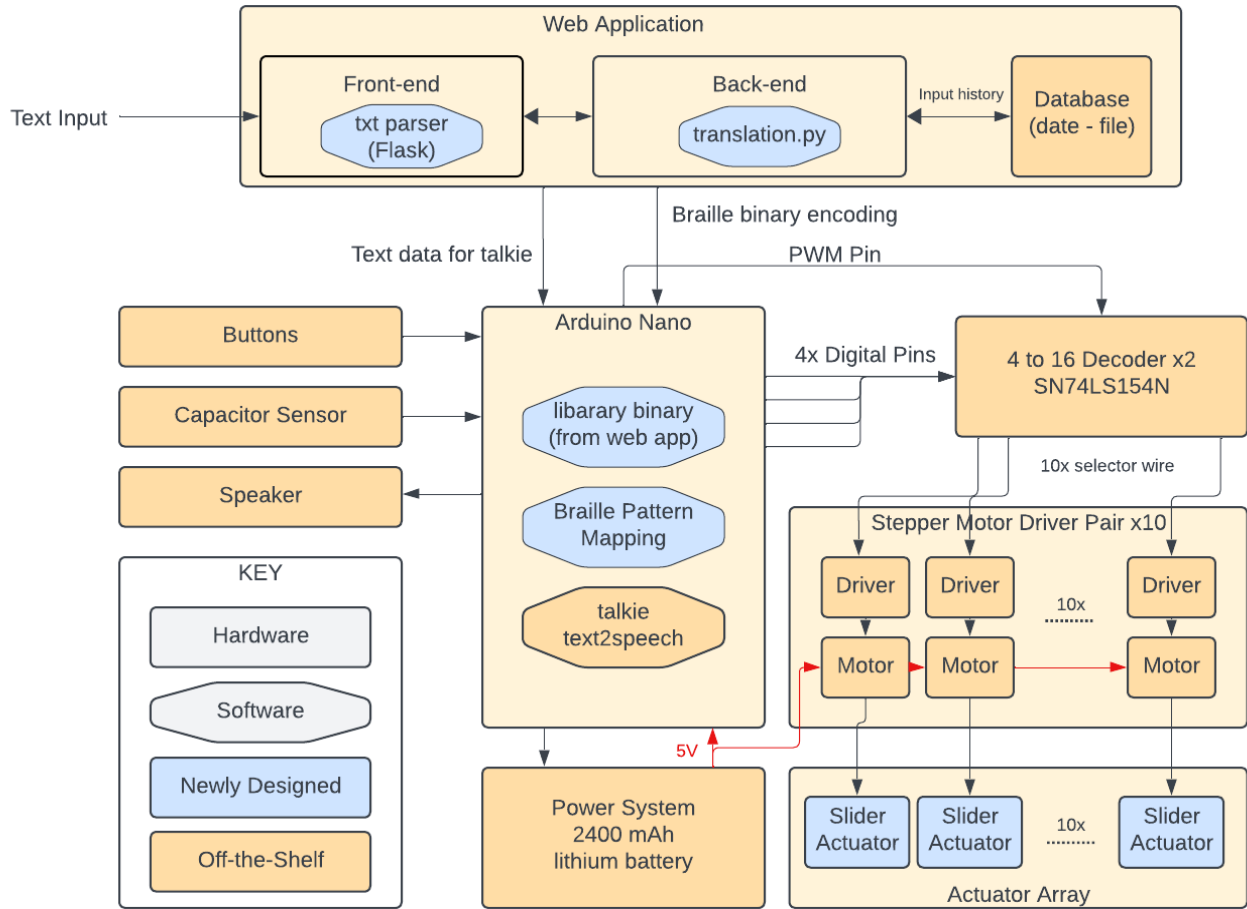 Web Application
Front-end
txt parser
(Flask)
Back-end
translation.py
Input history
Database
(date - file)
Text Input
Braille binary encoding
Text data for talkie
PWM Pin
Buttons
Capacitor Sensor
Speaker
Arduino Nano
libarary binary
(from web app)
Braille Pattern
Mapping
talkie
text2speech
4x Digital Pins
4 to 16 Decoder x2
SN74LS154N
10x selector wire
Stepper Motor Driver Pair x10
Driver
Driver
10x
Driver
Motor
Motor
Motor
KEY
Hardware
Software
Newly Designed
Off-the-Shelf
5V
Power System
2400 mAh
lithium battery
Slider
Actuator
Slider
Actuator
10x
Slider
Actuator
Actuator Array